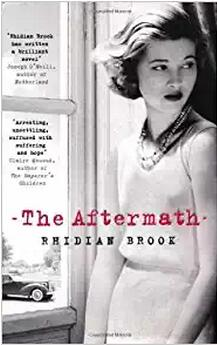 'Rhidian Brook
has written
a brilliant
novel'
Joseph O'Neill,
author of
Netherland
'Arresting,
unsettling,
suffused with
suffering
and hope'
Claire Messud,
author of
The Emperor's
Children
-The Aftermath-
RHIDIAN BROOK